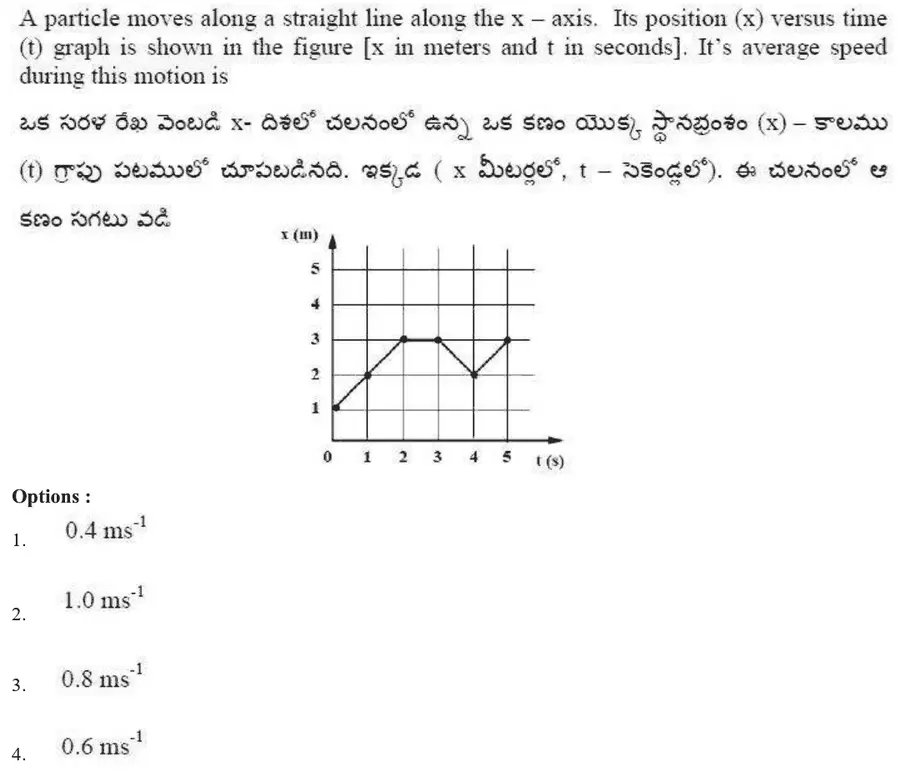 A particle moves along a straight line along the x – axis. Its position (x) versus time
(t) graph is shown in the figure [x in meters and t in seconds]. It's average speed
during this motion is
ఒక సరళ రేఖ వెంబడి x- దిశలో చలనంలో ఉన్న ఒక కణం యొక్క స్థానభ్రంశం (x) – కాలము
(t) గ్రాఫు పటములో చూపబడినది. ఇక్కడ ( x మీటర్లలో, t – సెకెండ్లలో). ఈ చలనంలో ఆ
కణం సగటు వడి
x (m)
5
4
3
2
1
0 1 2 3 4 5 t (s)
Options :
1. 0.4 ms⁻¹
2. 1.0 ms⁻¹
3. 0.8 ms⁻¹
4. 0.6 ms⁻¹